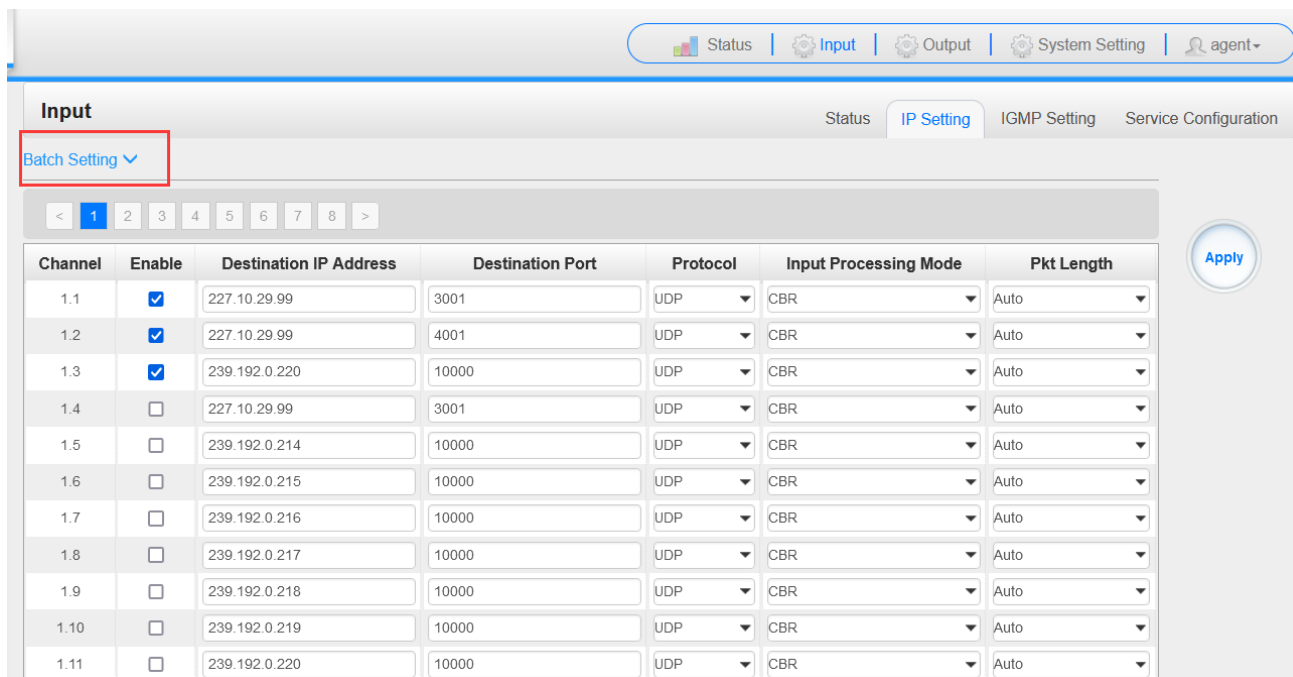 Status Input Output System Setting agent
Input Status IP Setting IGMP Setting Service Configuration
Batch Setting
< 1 2 3 4 5 6 7 8 >
Apply
Channel Enable Destination IP Address Destination Port Protocol Input Processing Mode Pkt Length
1.1 227.10.29.99 3001 UDP CBR Auto
1.2 227.10.29.99 4001 UDP CBR Auto
1.3 239.192.0.220 10000 UDP CBR Auto
1.4 227.10.29.99 3001 UDP CBR Auto
1.5 239.192.0.214 10000 UDP CBR Auto
1.6 239.192.0.215 10000 UDP CBR Auto
1.7 239.192.0.216 10000 UDP CBR Auto
1.8 239.192.0.217 10000 UDP CBR Auto
1.9 239.192.0.218 10000 UDP CBR Auto
1.10 239.192.0.219 10000 UDP CBR Auto
1.11 239.192.0.220 10000 UDP CBR Auto